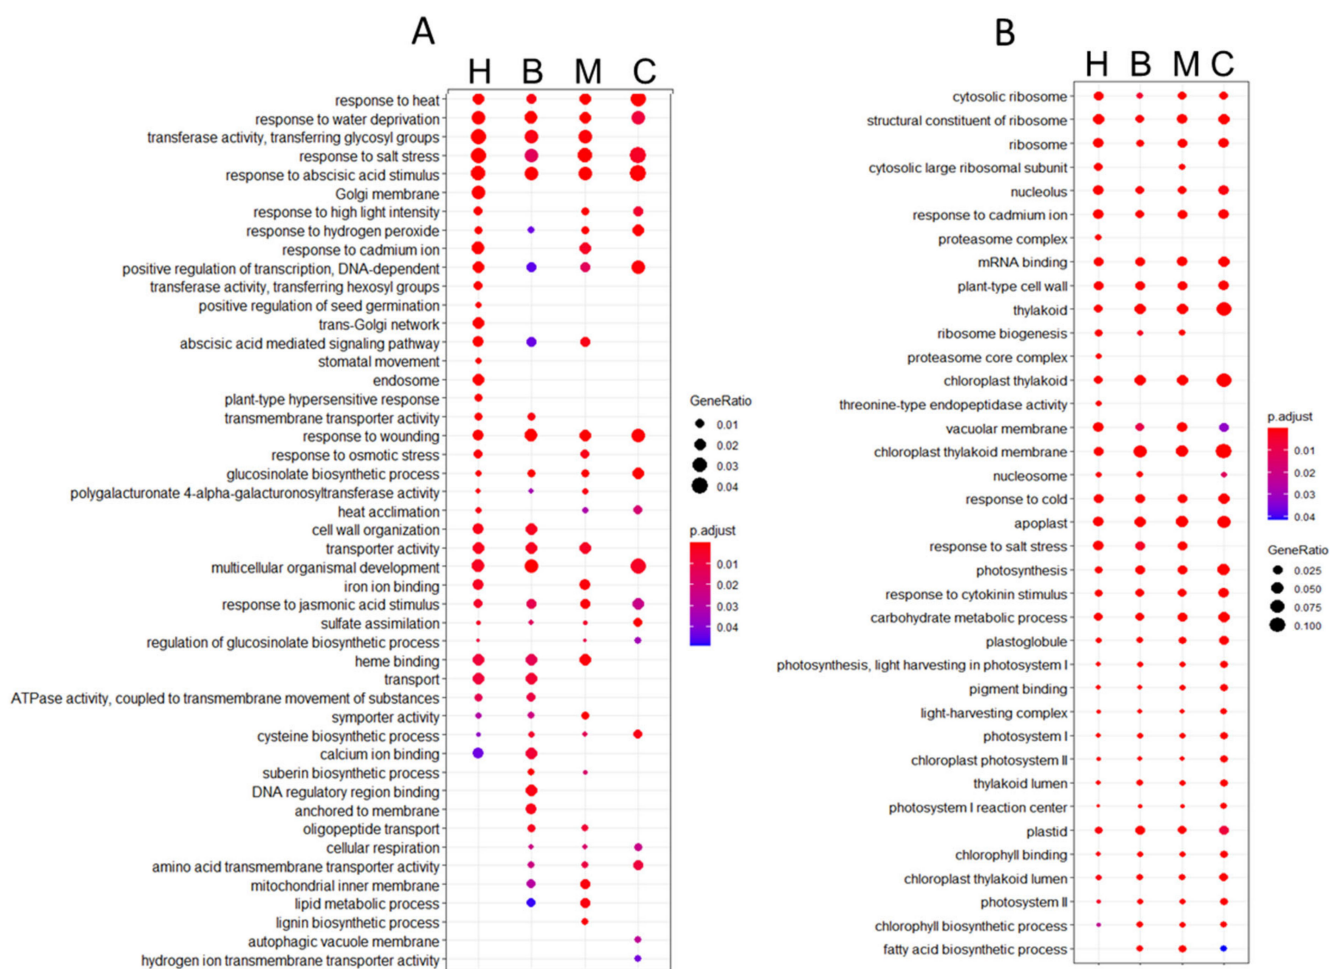 A
H B M C
response to heat
response to water deprivation
transferase activity, transferring glycosyl groups
response to salt stress
response to abscisic acid stimulus
Golgi membrane
response to high light intensity
response to hydrogen peroxide
response to cadmium ion
positive regulation of transcription, DNA-dependent
transferase activity, transferring hexosyl groups
positive regulation of seed germination
trans-Golgi network
abscisic acid mediated signaling pathway
stomatal movement
endosome
plant-type hypersensitive response
transmembrane transporter activity
response to wounding
response to osmotic stress
glucosinolate biosynthetic process
polygalacturonate 4-alpha-galacturonosyltransferase activity
heat acclimation
cell wall organization
transporter activity
multicellular organismal development
iron ion binding
response to jasmonic acid stimulus
sulfate assimilation
regulation of glucosinolate biosynthetic process
heme binding
transport
ATPase activity, coupled to transmembrane movement of substances
symporter activity
cysteine biosynthetic process
calcium ion binding
suberin biosynthetic process
DNA regulatory region binding
anchored to membrane
oligopeptide transport
cellular respiration
amino acid transmembrane transporter activity
mitochondrial inner membrane
lipid metabolic process
lignin biosynthetic process
autophagic vacuole membrane
hydrogen ion transmembrane transporter activity
GeneRatio
0.01
0.02
0.03
0.04
p.adjust
0.01
0.02
0.03
0.04
B
H B M C
cytosolic ribosome
structural constituent of ribosome
ribosome
cytosolic large ribosomal subunit
nucleolus
response to cadmium ion
proteasome complex
mRNA binding
plant-type cell wall
thylakoid
ribosome biogenesis
proteasome core complex
chloroplast thylakoid
threonine-type endopeptidase activity
vacuolar membrane
chloroplast thylakoid membrane
nucleosome
response to cold
apoplast
response to salt stress
photosynthesis
response to cytokinin stimulus
carbohydrate metabolic process
plastoglobule
photosynthesis, light harvesting in photosystem I
pigment binding
light-harvesting complex
photosystem I
chloroplast photosystem II
thylakoid lumen
photosystem I reaction center
plastid
chlorophyll binding
chloroplast thylakoid lumen
photosystem II
chlorophyll biosynthetic process
fatty acid biosynthetic process
p.adjust
0.01
0.02
0.03
0.04
GeneRatio
0.025
0.050
0.075
0.100